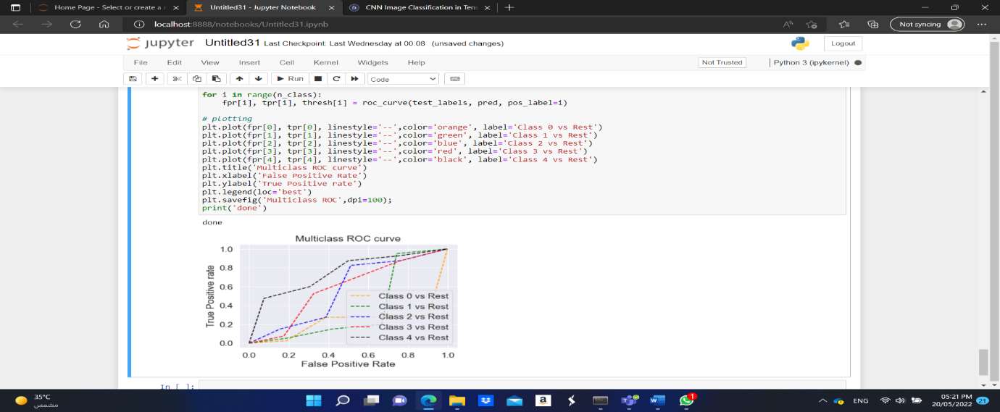 Home Page - Select or create a n
Untitled31 - Jupyter Notebook
CNN Image Classification in Tens
localhost:8888/notebooks/Untitled31.ipynb
Not syncing
jupyter Untitled31 Last Checkpoint: Last Wednesday at 00:08 (unsaved changes)
Logout
File Edit View Insert Cell Kernel Widgets Help
Not Trusted
Python 3 (ipykernel)
Run
Code
for i in range(n_class):
    fpr[i], tpr[i], thresh[i] = roc_curve(test_labels, pred, pos_label=i)
# plotting
plt.plot(fpr[0], tpr[0], linestyle='--',color='orange', label='Class 0 vs Rest')
plt.plot(fpr[1], tpr[1], linestyle='--',color='green', label='Class 1 vs Rest')
plt.plot(fpr[2], tpr[2], linestyle='--',color='blue', label='Class 2 vs Rest')
plt.plot(fpr[3], tpr[3], linestyle='--',color='red', label='Class 3 vs Rest')
plt.plot(fpr[4], tpr[4], linestyle='--',color='black', label='Class 4 vs Rest')
plt.title('Multiclass ROC curve')
plt.xlabel('False Positive Rate')
plt.ylabel('True Positive rate')
plt.legend(loc='best')
plt.savefig('Multiclass ROC',dpi=100);
print('done')
done
Multiclass ROC curve
True Positive rate
1.0
0.8
0.6
0.4
0.2
0.0
Class 0 vs Rest
Class 1 vs Rest
Class 2 vs Rest
Class 3 vs Rest
Class 4 vs Rest
0.0 0.2 0.4 0.6 0.8 1.0
False Positive Rate
In [ ]:
35°C
مشمس
a
W
1
ENG
05:21 PM
20/05/2022
21